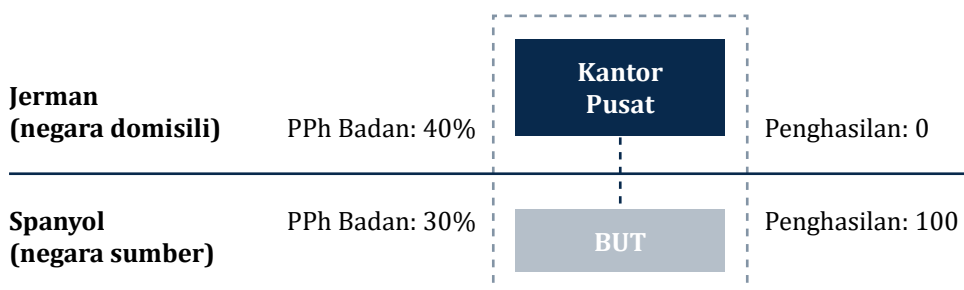 Kantor
Pusat
Jerman
(negara domisili)
PPh Badan: 40%
Penghasilan: 0
Spanyol
(negara sumber)
PPh Badan: 30%
BUT
Penghasilan: 100